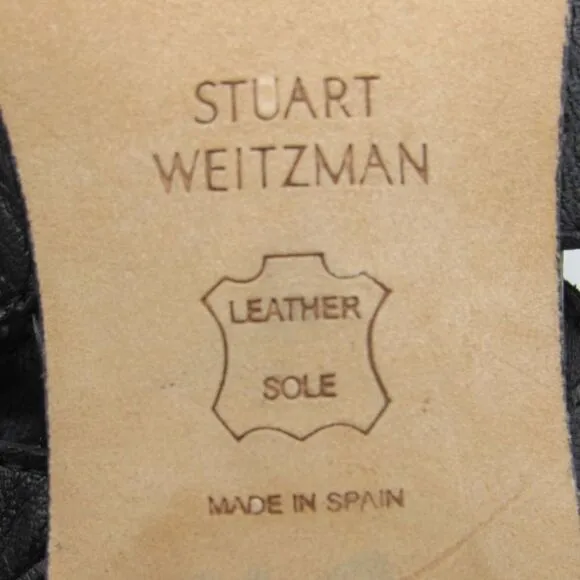 STUART
WEITZMAN
LEATHER
SOLE
MADE IN SPAIN